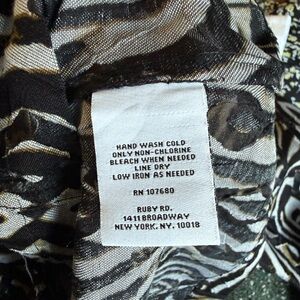 HAND WASH COLD
ONLY NON-CHLORINE
BLEACH WHEN NEEDED
LINE DRY
LOW IRON AS NEEDED
RN 107680
RUBY RD.
1411 BROADWAY
NEW YORK, NY. 10018